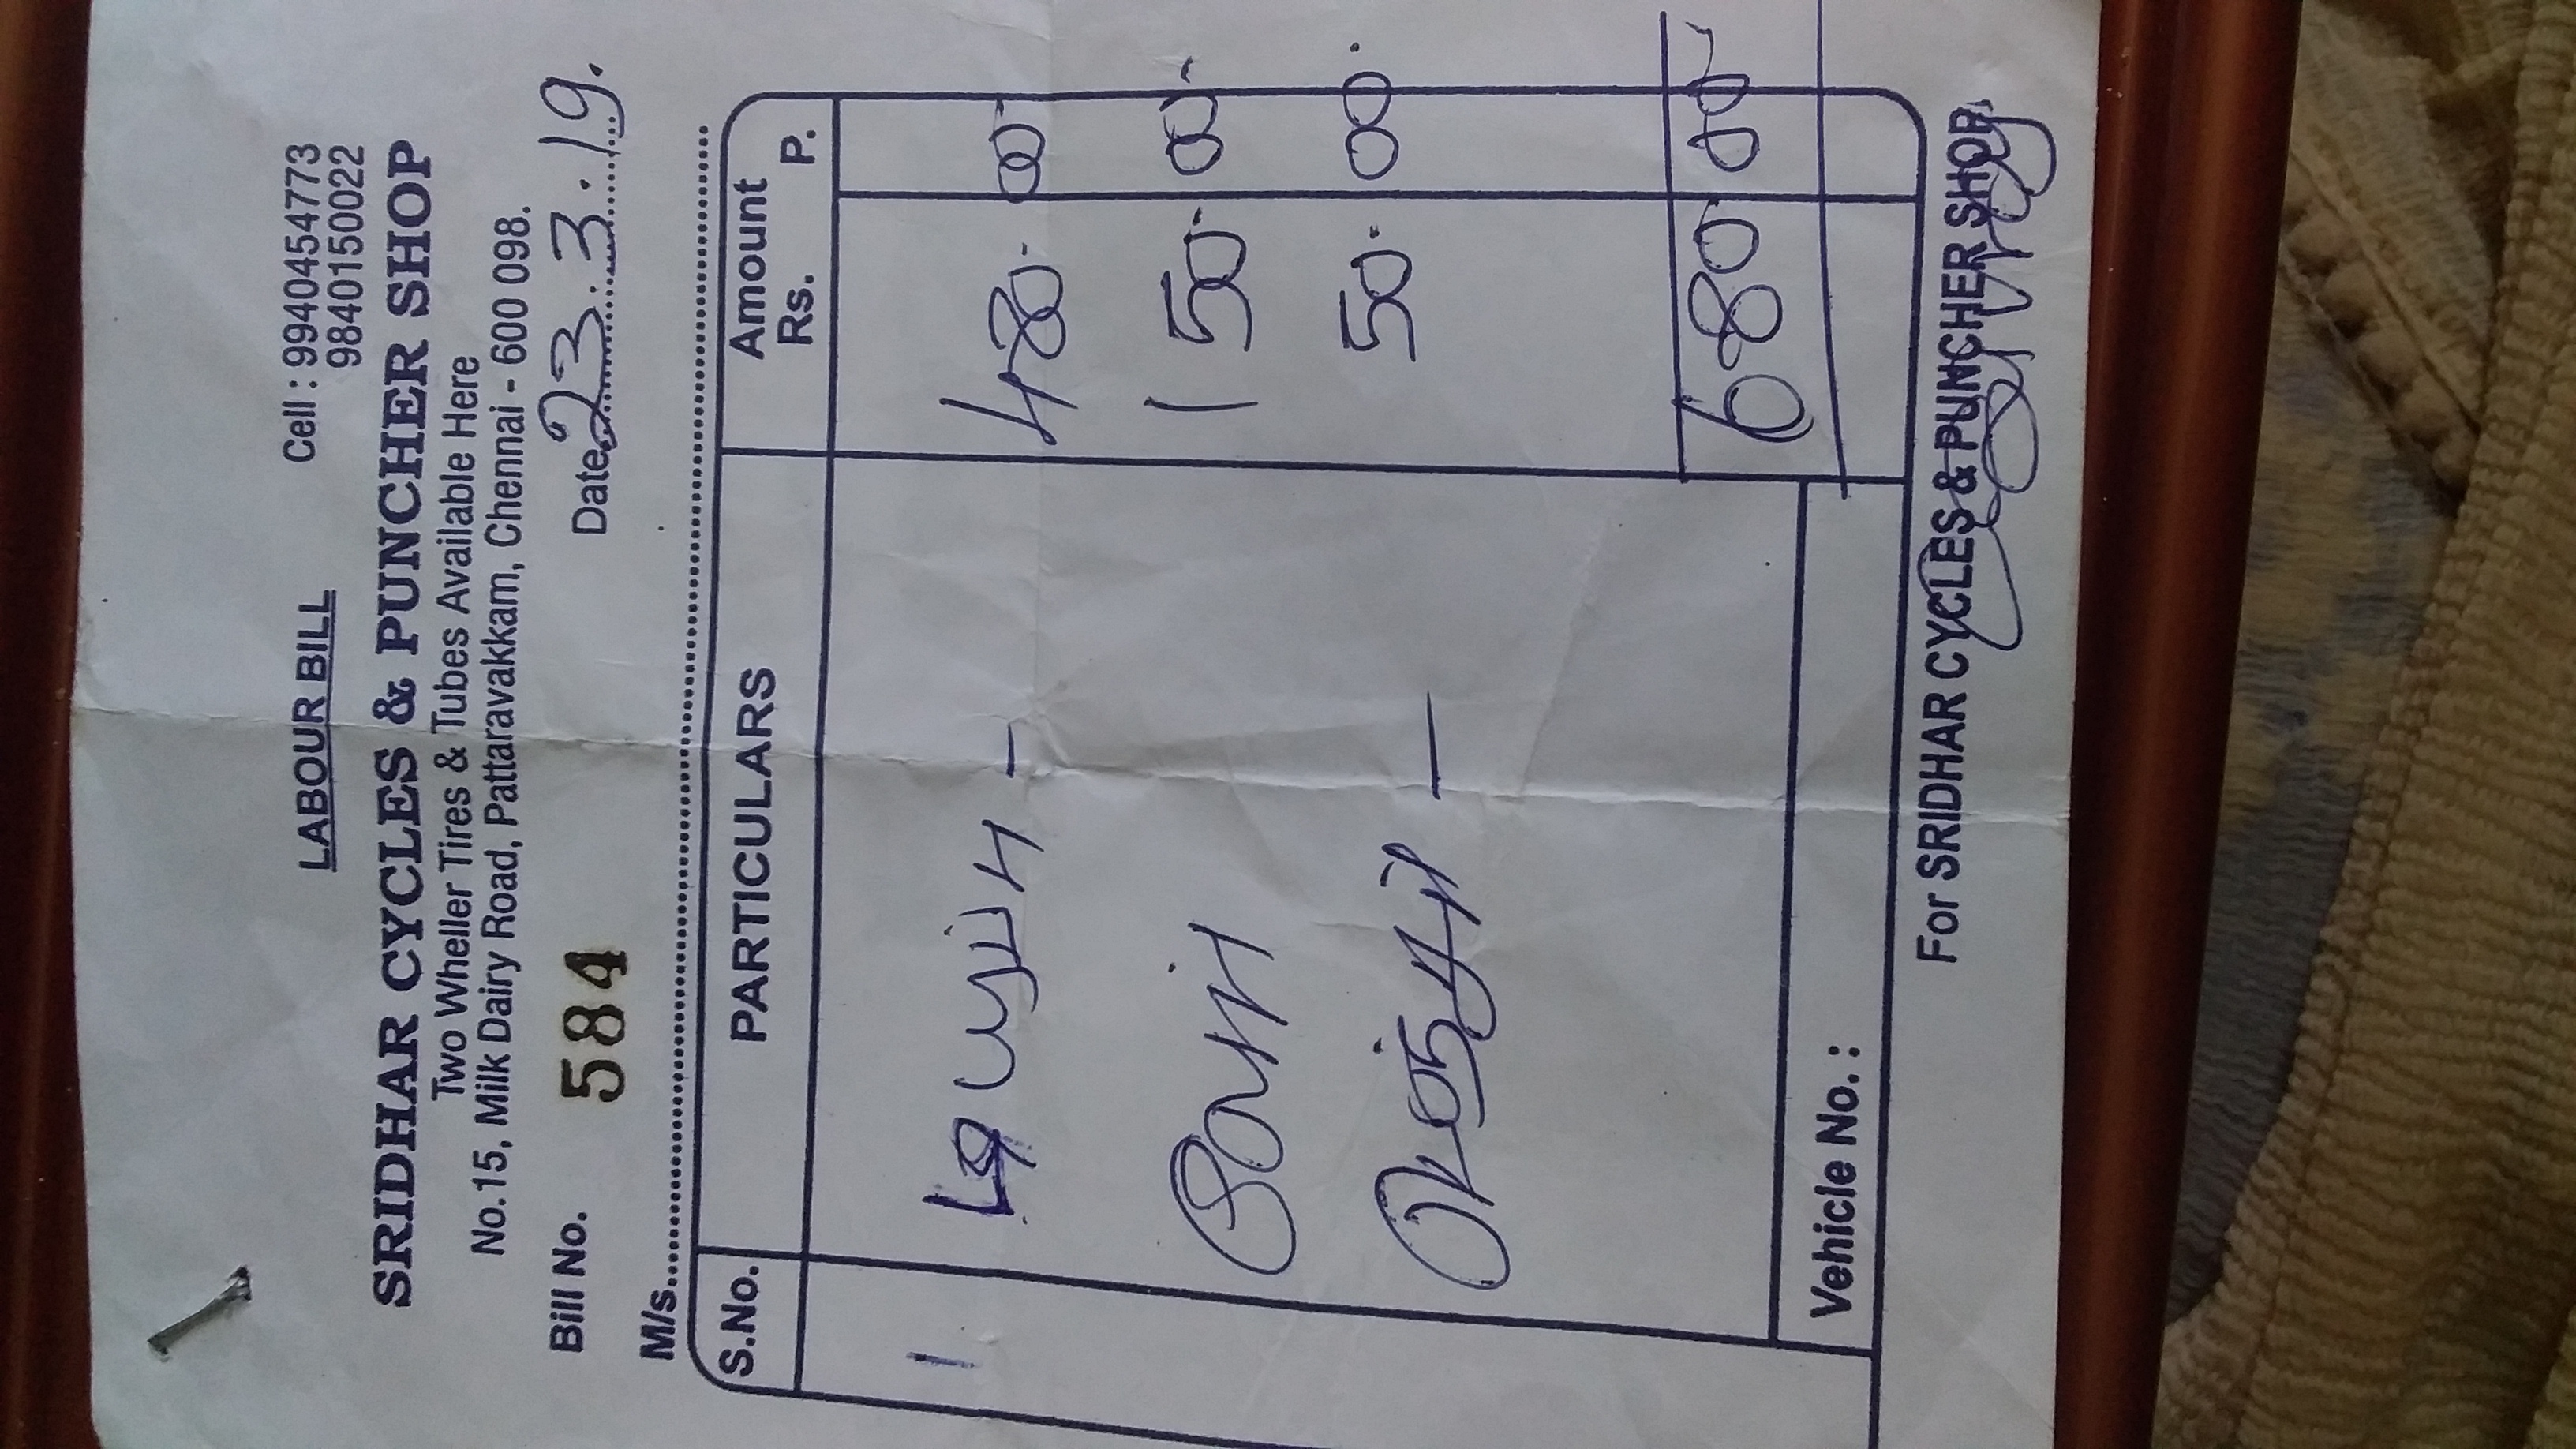 LABOUR BILL
Cell : 9940454773
9840150022
SRIDHAR CYCLES & PUNCHER SHOP
Two Wheller Tires & Tubes Available Here
No.15, Milk Dairy Road, Pattaravakkam, Chennai - 600 098.
Bill No. 584 Date 23.3.19.
M/s.
S.No. PARTICULARS Amount
Rs. P.
1 டியூப் - 480 00
லேபர் 150 00
50 00
680 00
Vehicle No. :
For SRIDHAR CYCLES & PUNCHER SHOP